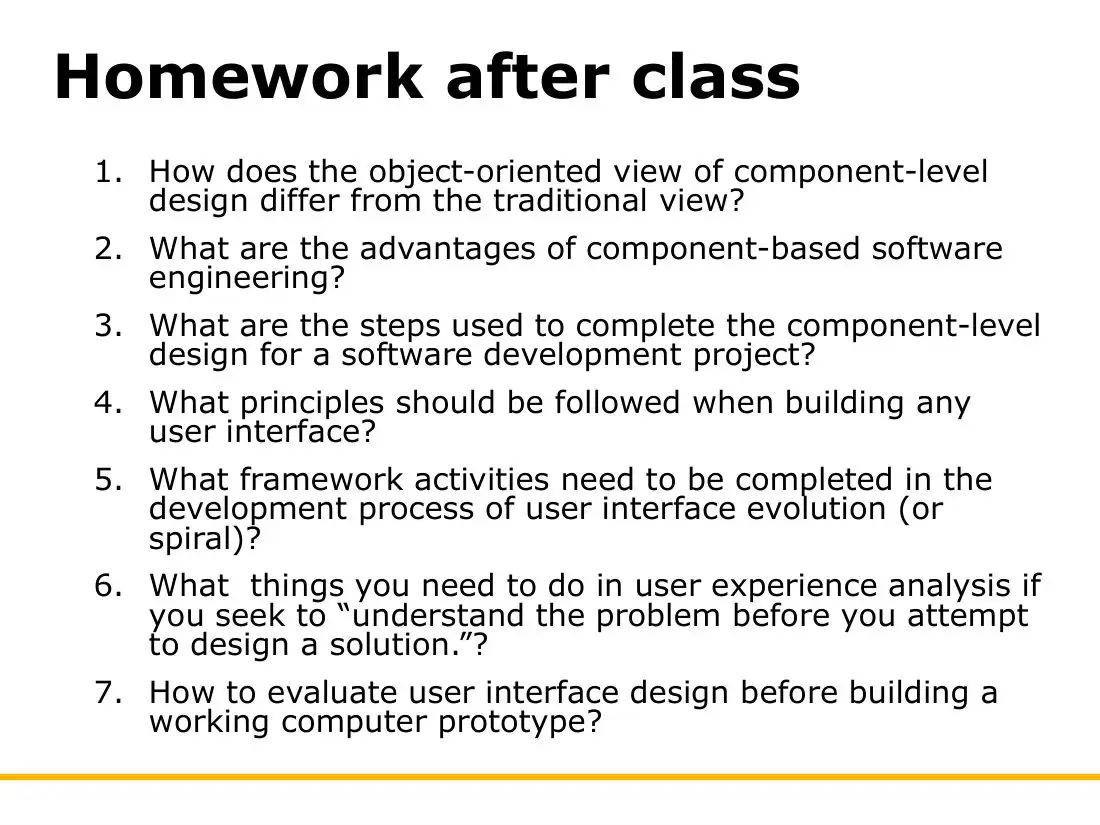 Homework after class
1. How does the object-oriented view of component-level
design differ from the traditional view?
2. What are the advantages of component-based software
engineering?
3. What are the steps used to complete the component-level
design for a software development project?
4. What principles should be followed when building any
user interface?
5. What framework activities need to be completed in the
development process of user interface evolution (or
spiral)?
6. What  things you need to do in user experience analysis if
you seek to “understand the problem before you attempt
to design a solution.”?
7. How to evaluate user interface design before building a
working computer prototype?